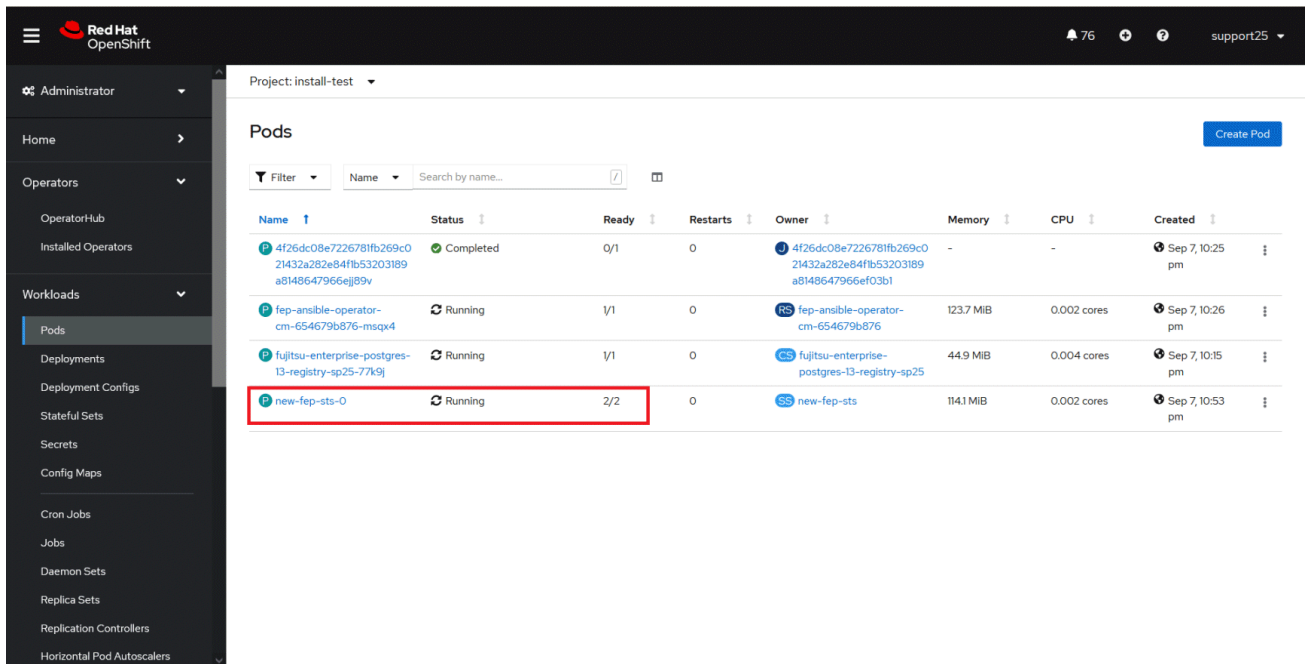 Red Hat
OpenShift
76
support25
Administrator
Home
Operators
OperatorHub
Installed Operators
Workloads
Pods
Deployments
Deployment Configs
Stateful Sets
Secrets
Config Maps
Cron Jobs
Jobs
Daemon Sets
Replica Sets
Replication Controllers
Horizontal Pod Autoscalers
Project: install-test
Pods
Create Pod
Filter
Name
Search by name...
/
Name Status Ready Restarts Owner Memory CPU Created
P 4f26dc08e7226781fb269c0
21432a282e84f1b53203189
a8148647966ejj89v
Completed
0/1
0
J 4f26dc08e7226781fb269c0
21432a282e84f1b53203189
a8148647966ef03b1
-
-
Sep 7, 10:25
pm
P fep-ansible-operator-
cm-654679b876-msqx4
Running
1/1
0
RS fep-ansible-operator-
cm-654679b876
123.7 MiB
0.002 cores
Sep 7, 10:26
pm
P fujitsu-enterprise-postgres-
13-registry-sp25-77k9j
Running
1/1
0
CS fujitsu-enterprise-
postgres-13-registry-sp25
44.9 MiB
0.004 cores
Sep 7, 10:15
pm
P new-fep-sts-0
Running
2/2
0
SS new-fep-sts
114.1 MiB
0.002 cores
Sep 7, 10:53
pm